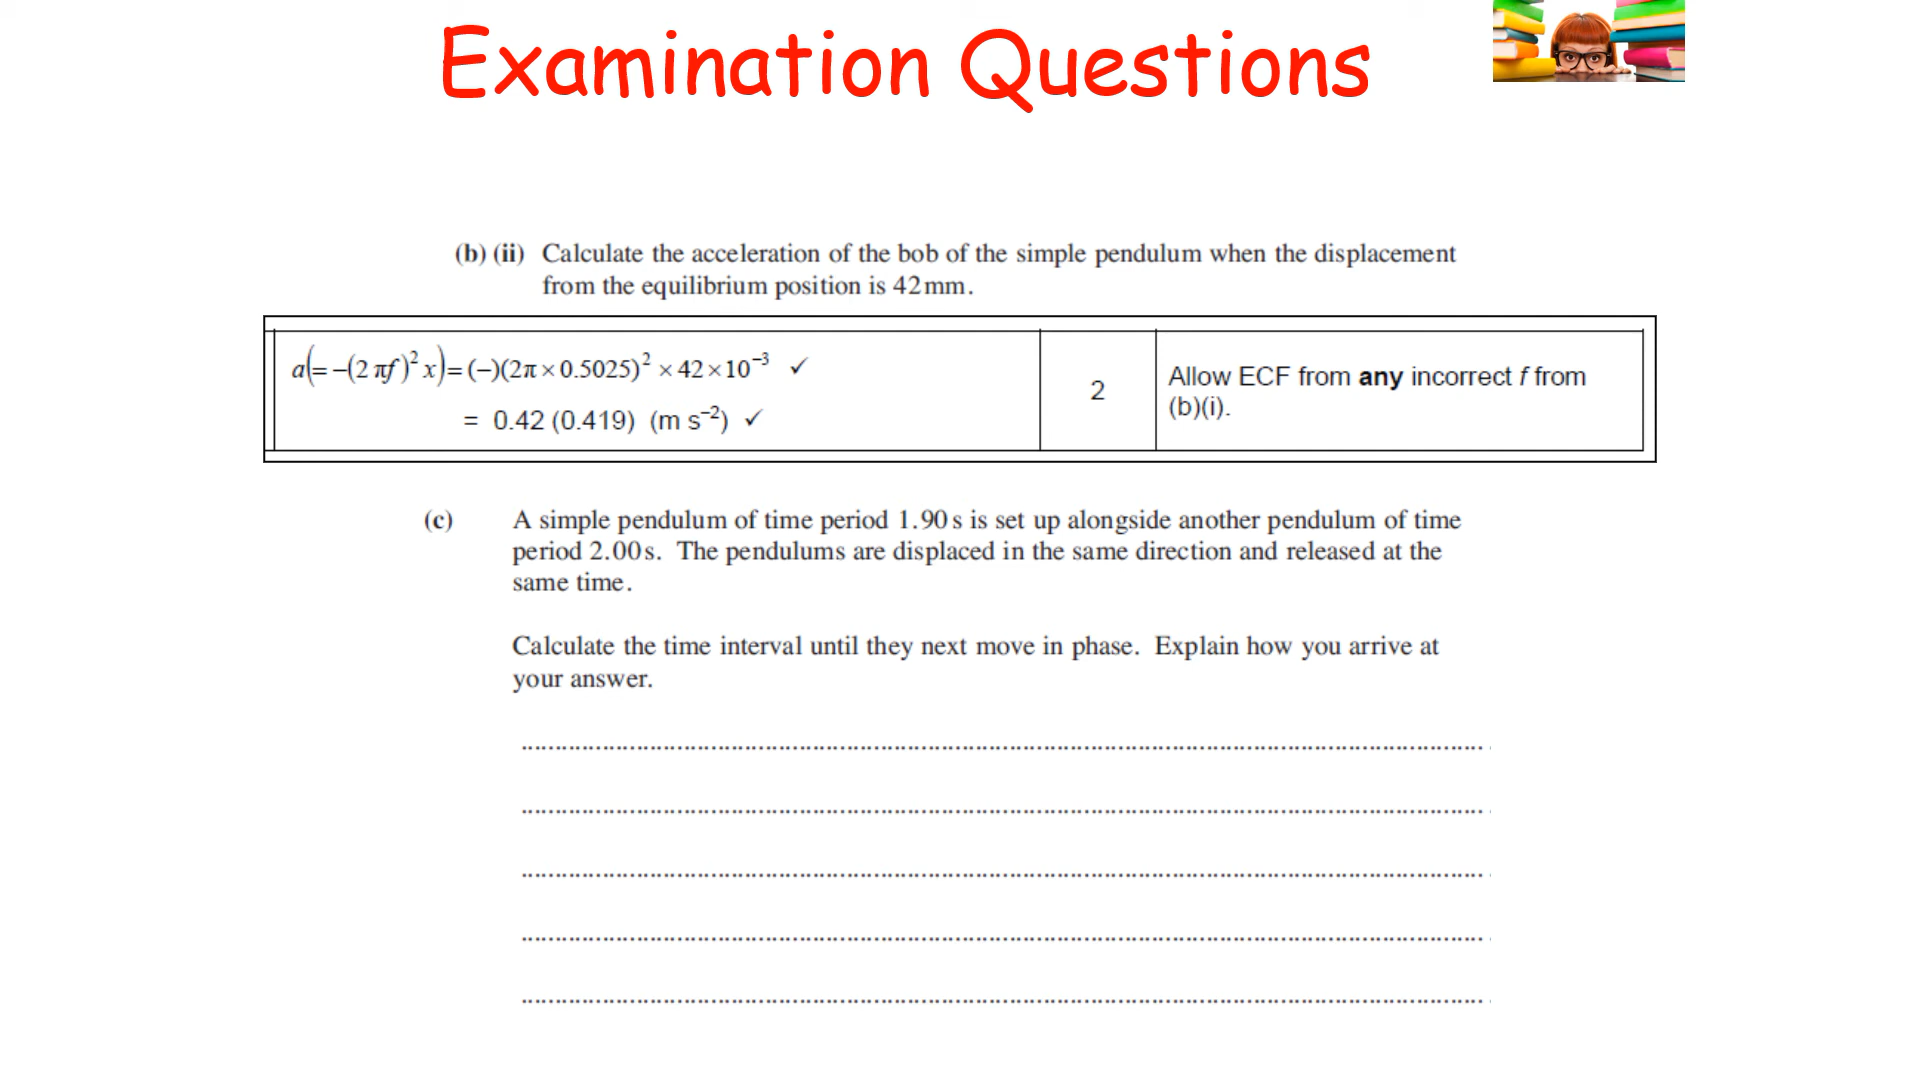 Examination Questions
(b) (ii) Calculate the acceleration of the bob of the simple pendulum when the displacement
from the equilibrium position is 42 mm.
a(= –(2 πf)² x) = (–)(2π × 0.5025)² × 42 × 10⁻³ ✓
= 0.42 (0.419) (m s⁻²) ✓
2
Allow ECF from any incorrect f from
(b)(i).
(c) A simple pendulum of time period 1.90 s is set up alongside another pendulum of time
period 2.00 s. The pendulums are displaced in the same direction and released at the
same time.
Calculate the time interval until they next move in phase. Explain how you arrive at
your answer.